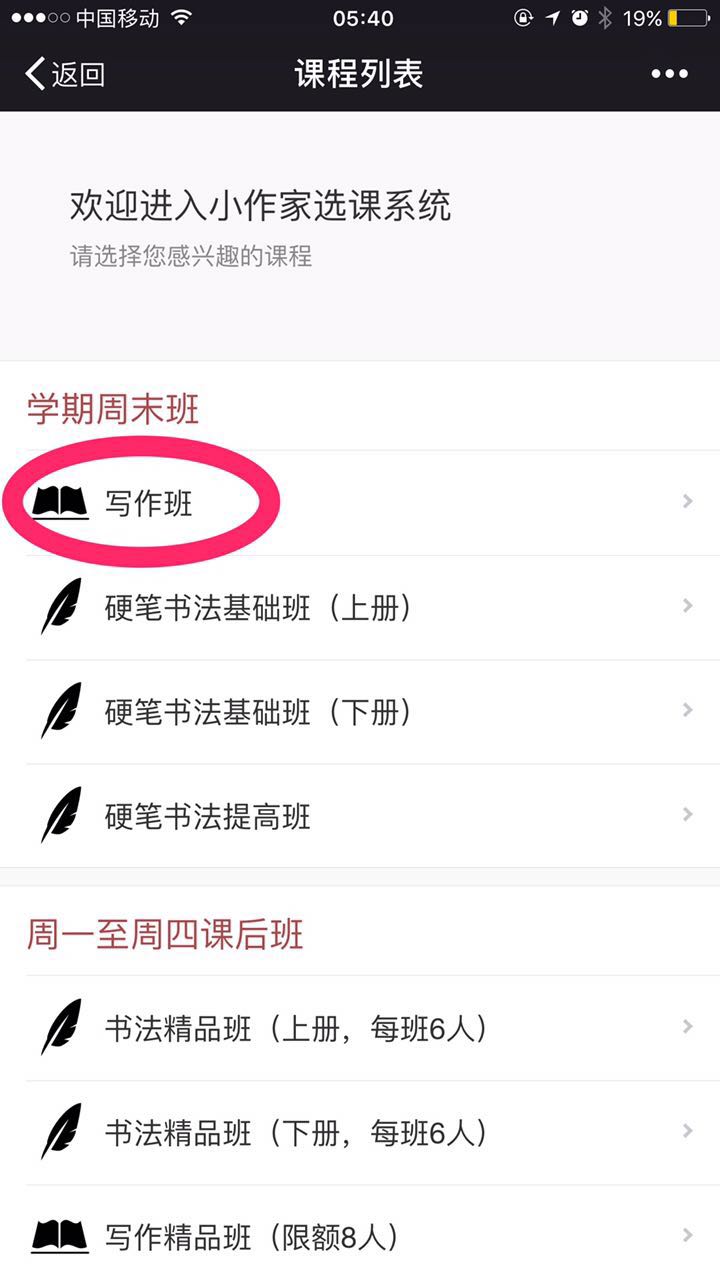 中国移动 05:40 19%
返回 课程列表
欢迎进入小作家选课系统
请选择您感兴趣的课程
学期周末班
写作班
硬笔书法基础班（上册）
硬笔书法基础班（下册）
硬笔书法提高班
周一至周四课后班
书法精品班（上册，每班6人）
书法精品班（下册，每班6人）
写作精品班（限额8人）